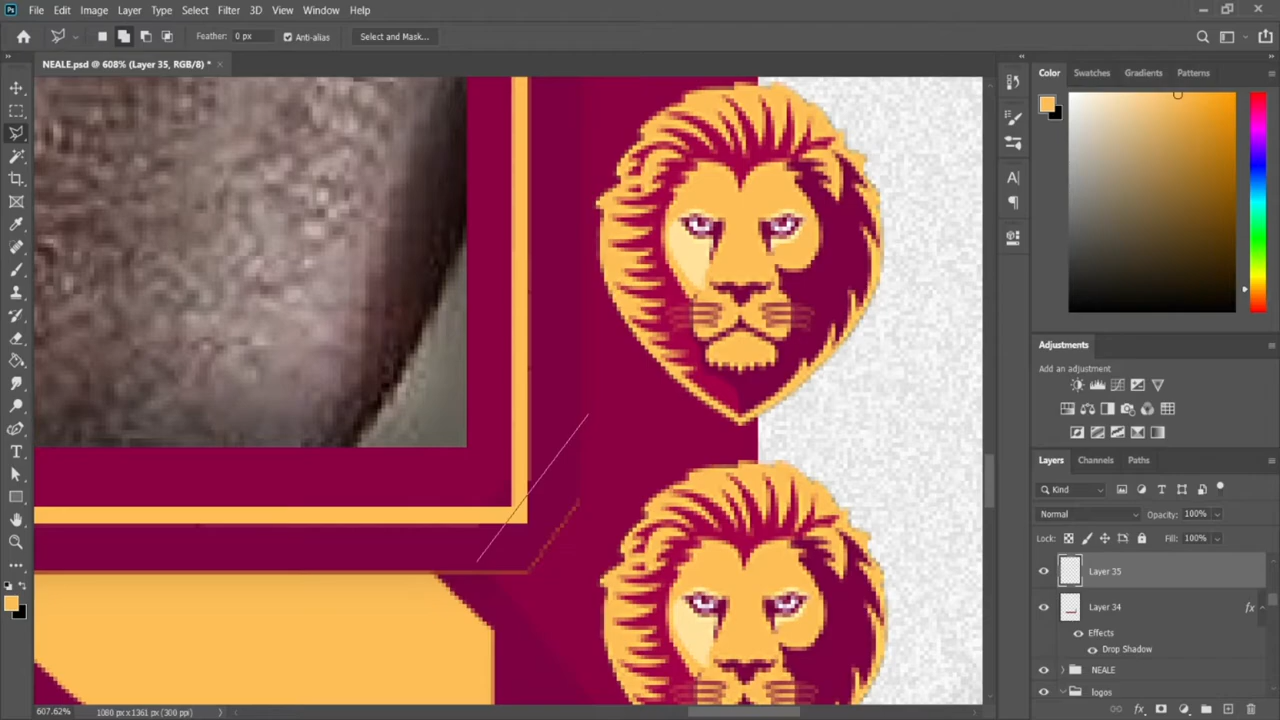 Ps File Edit Image Layer Type Select Filter 3D View Window Help
Feather: 0 px Anti-alias Select and Mask...
NEALE.psd @ 608% (Layer 35, RGB/8) *
Color Swatches Gradients Patterns
Adjustments
Add an adjustment
Layers Channels Paths
Kind
Normal Opacity: 100%
Lock: Fill: 100%
Layer 35
Layer 34 fx
Effects
Drop Shadow
NEALE
logos
607.62% 1080 px x 1361 px (300 ppi)